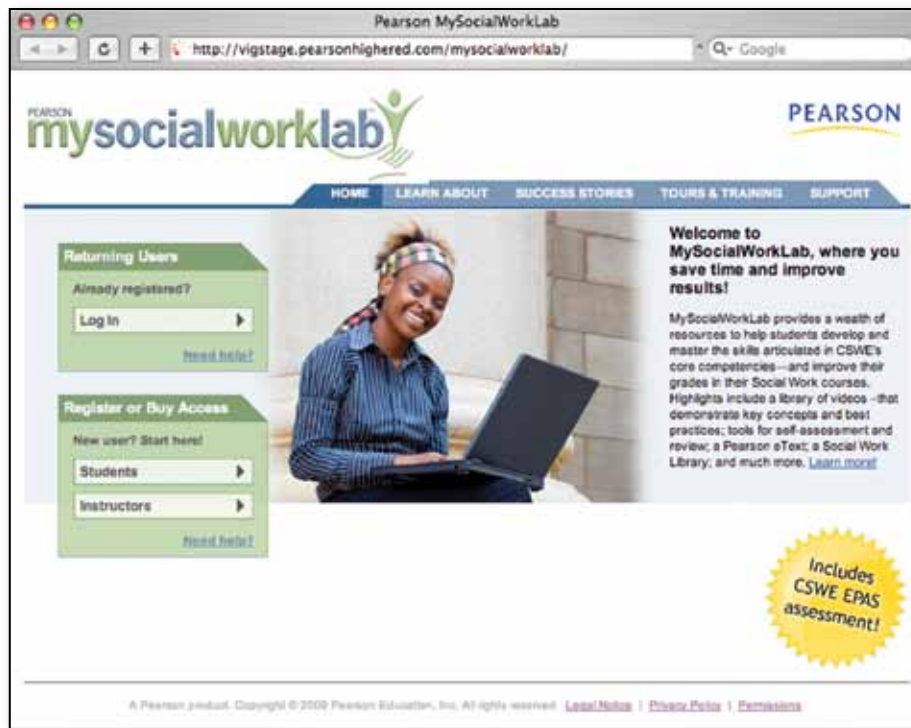 Pearson MySocialWorkLab
http://vigstage.pearsonhighered.com/mysocialworklab/
Google
PEARSON
mysocialworklab
PEARSON
HOME LEARN ABOUT SUCCESS STORIES TOURS & TRAINING SUPPORT
Returning Users
Already registered?
Log In
Need help?
Register or Buy Access
New user? Start here!
Students
Instructors
Need help?
Welcome to
MySocialWorkLab, where you
save time and improve
results!
MySocialWorkLab provides a wealth of
resources to help students develop and
master the skills articulated in CSWE's
core competencies—and improve their
grades in their Social Work courses.
Highlights include a library of videos –that
demonstrate key concepts and best
practices; tools for self-assessment and
review; a Pearson eText; a Social Work
Library; and much more. Learn more!
Includes
CSWE EPAS
assessment!
A Pearson product. Copyright © 2009 Pearson Education, Inc. All rights reserved. Legal Notice | Privacy Policy | Permissions